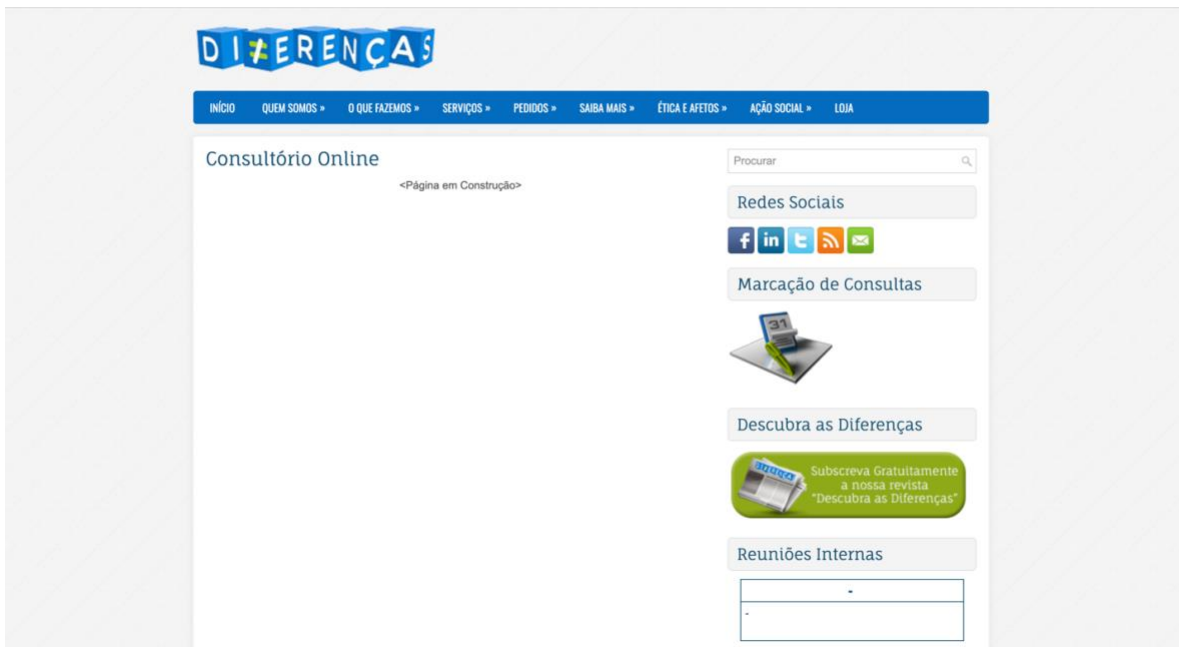 DI≠ERENÇAS
INÍCIO QUEM SOMOS » O QUE FAZEMOS » SERVIÇOS » PEDIDOS » SAIBA MAIS » ÉTICA E AFETOS » AÇÃO SOCIAL » LOJA
Consultório Online
<Página em Construção>
Procurar
Redes Sociais
Marcação de Consultas
31
Descubra as Diferenças
Subscreva Gratuitamente
a nossa revista
"Descubra as Diferenças"
Reuniões Internas
-
-